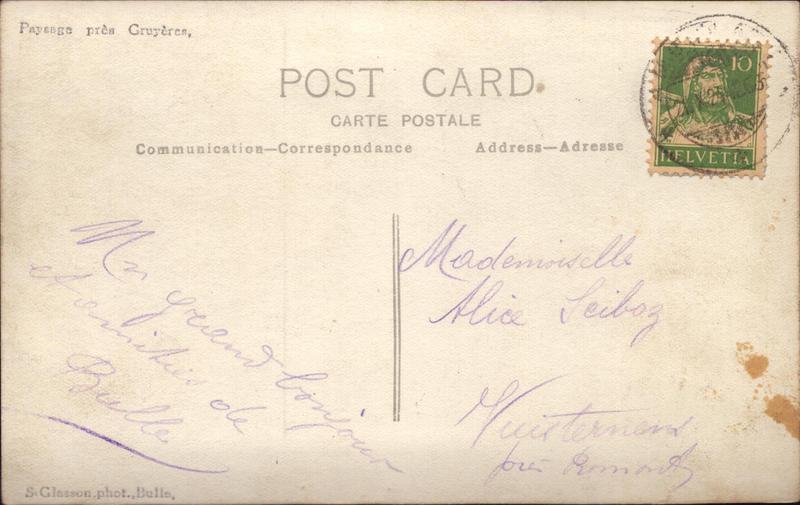 Paysage près Gruyères,
POST CARD.
CARTE POSTALE
Communication—Correspondance
Address—Adresse
10
HELVETIA
Un grand bonjour
et amitiés de
Bulle
Mademoiselle
Alice Seiboz
Vuisternens
près Romont
S. Glasson, phot., Bulle,